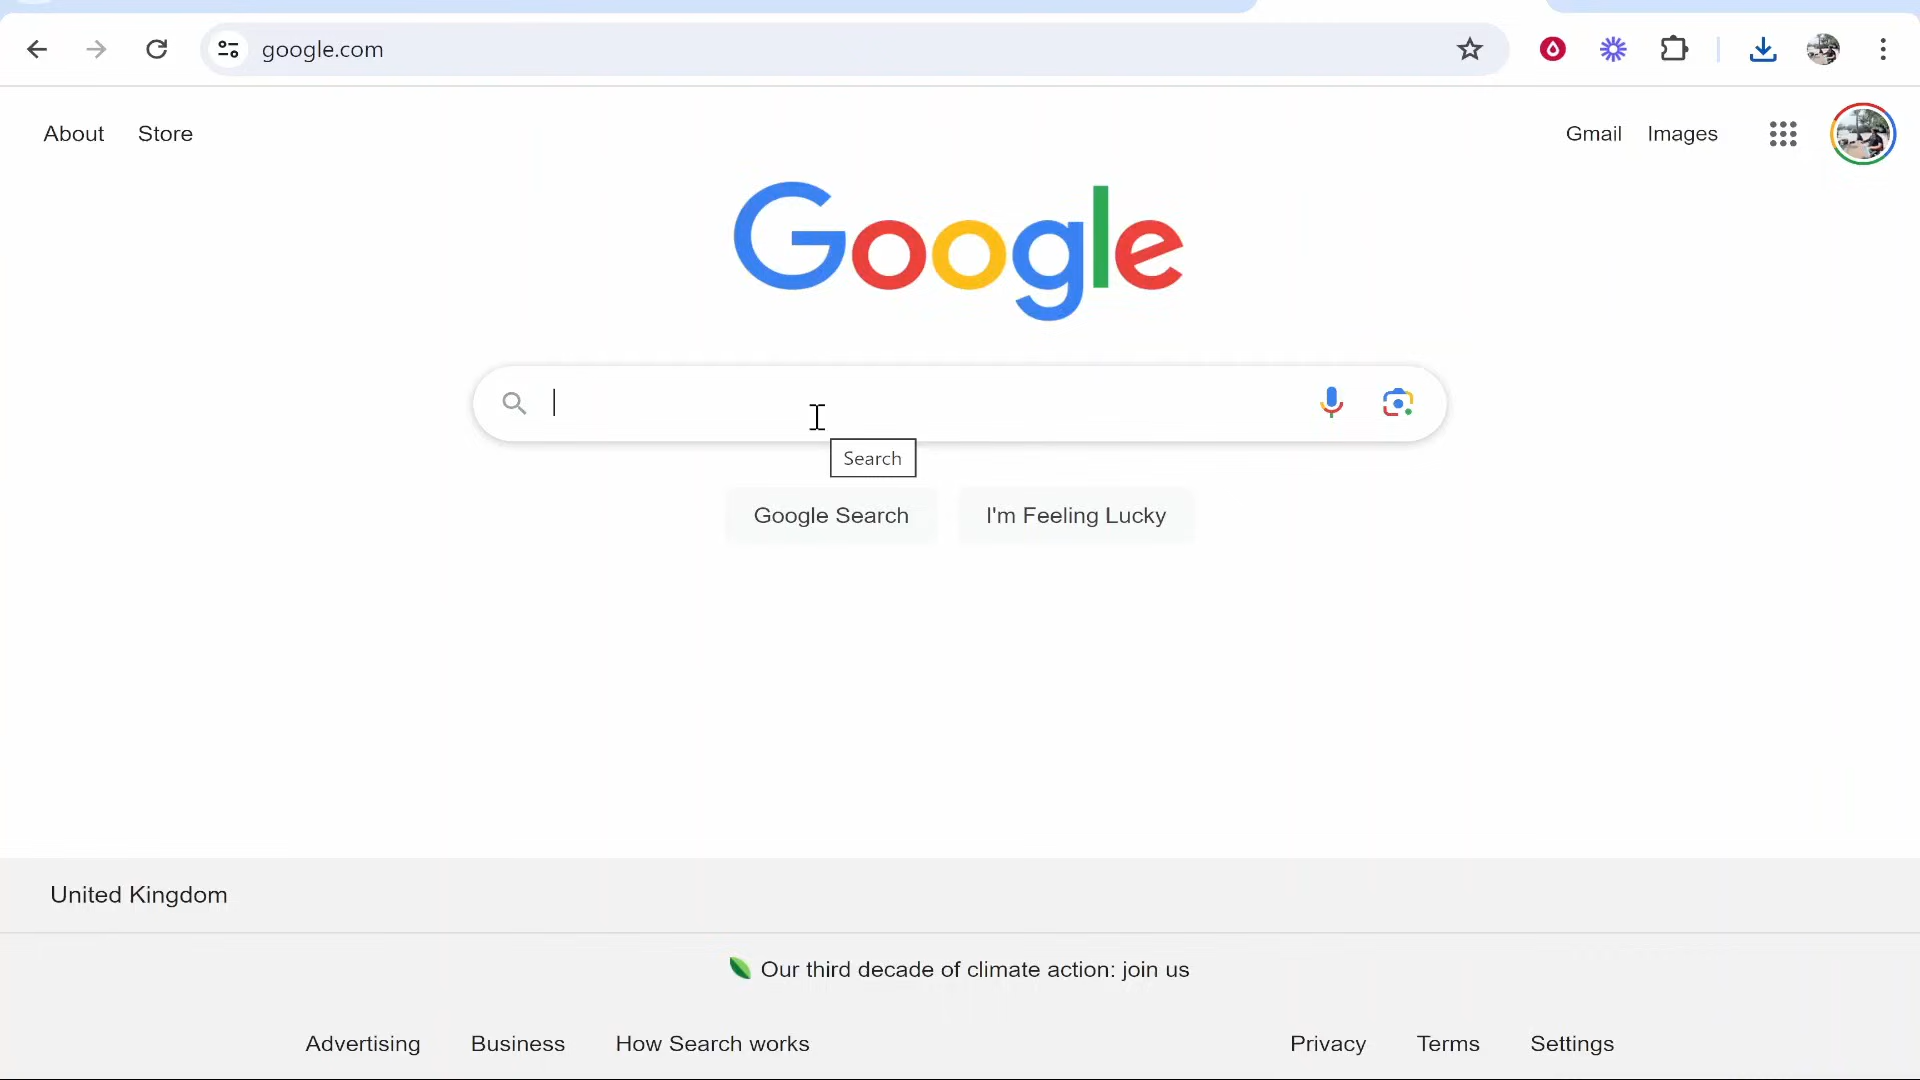 google.com
About Store Gmail Images
Google
Search
Google Search I'm Feeling Lucky
United Kingdom
Our third decade of climate action: join us
Advertising Business How Search works Privacy Terms Settings